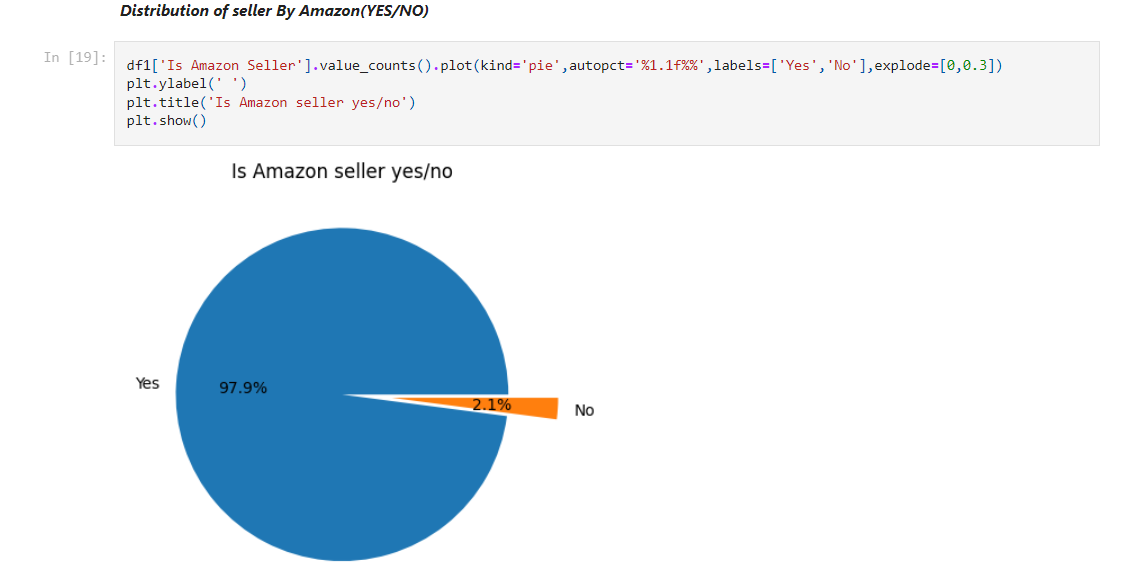 Distribution of seller By Amazon(YES/NO)
In [19]:
df1['Is Amazon Seller'].value_counts().plot(kind='pie',autopct='%1.1f%%',labels=['Yes','No'],explode=[0,0.3])
plt.ylabel(' ')
plt.title('Is Amazon seller yes/no')
plt.show()
Is Amazon seller yes/no
Yes
97.9%
2.1%
No